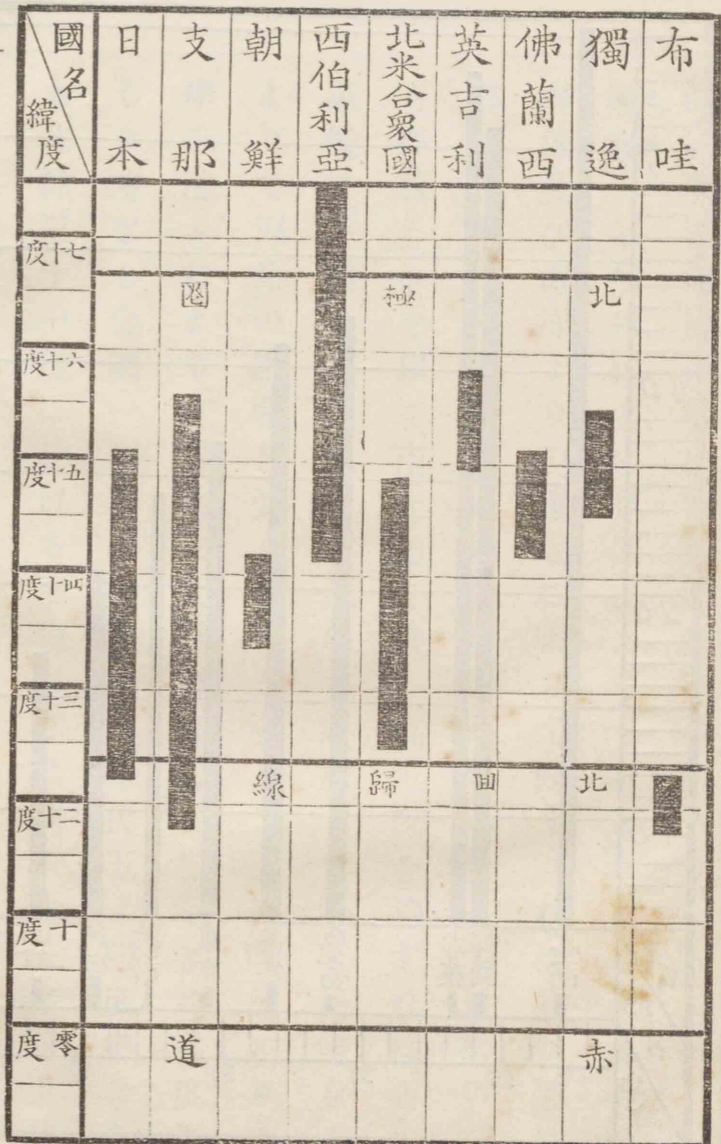 國名
緯度
日本
支那
朝鮮
西伯利亞
北米合衆國
英吉利
佛蘭西
獨逸
布哇
七十度
北極圏
六十度
五十度
四十度
三十度
北回歸線
二十度
十度
零度
赤道